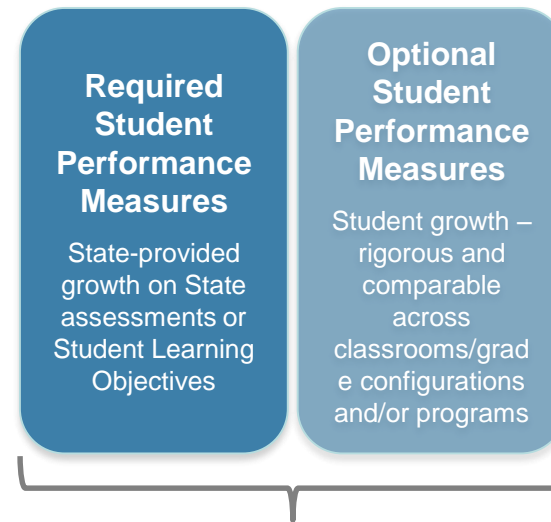 Required
Student
Performance
Measures
State-provided
growth on State
assessments or
Student Learning
Objectives
Optional
Student
Performance
Measures
Student growth –
rigorous and
comparable
across
classrooms/grad
e configurations
and/or programs